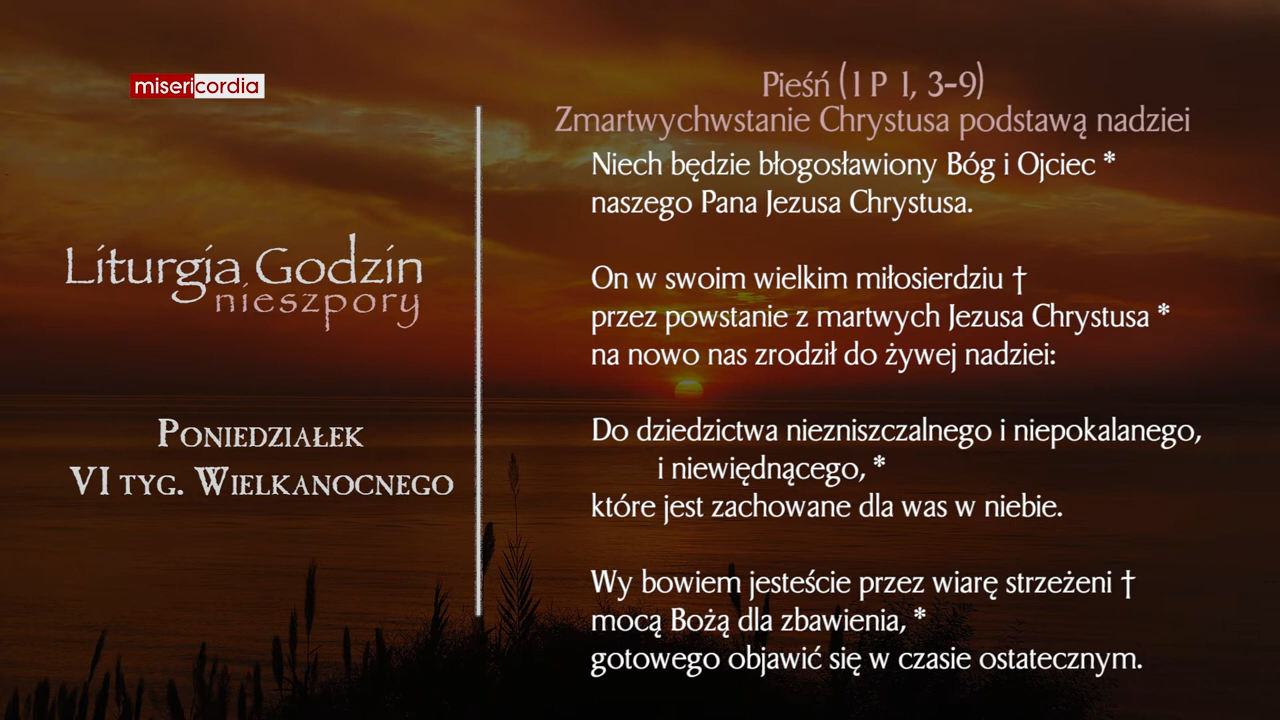 misericordia
Liturgia Godzin
nieszpory
Poniedziałek
VI tyg. Wielkanocnego
Pieśń (1 P 1, 3-9)
Zmartwychwstanie Chrystusa podstawą nadziei
Niech będzie błogosławiony Bóg i Ojciec *
naszego Pana Jezusa Chrystusa.
On w swoim wielkim miłosierdziu †
przez powstanie z martwych Jezusa Chrystusa *
na nowo nas zrodził do żywej nadziei:
Do dziedzictwa niezniszczalnego i niepokalanego,
i niewiędnącego, *
które jest zachowane dla was w niebie.
Wy bowiem jesteście przez wiarę strzeżeni †
mocą Bożą dla zbawienia, *
gotowego objawić się w czasie ostatecznym.